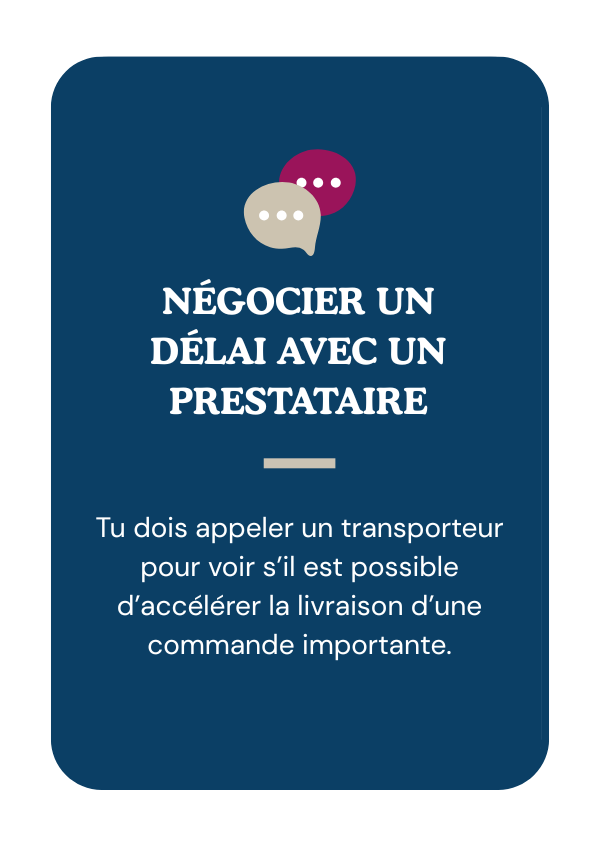 NÉGOCIER UN
DÉLAI AVEC UN
PRESTATAIRE
Tu dois appeler un transporteur
pour voir s’il est possible
d’accélérer la livraison d’une
commande importante.